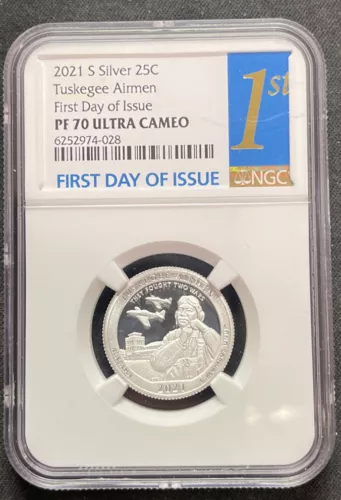 2021 S Silver 25C
Tuskegee Airmen
First Day of Issue
PF 70 ULTRA CAMEO
6252974-028
1st
FIRST DAY OF ISSUE
NGC
THEY FOUGHT TWO WARS
2021